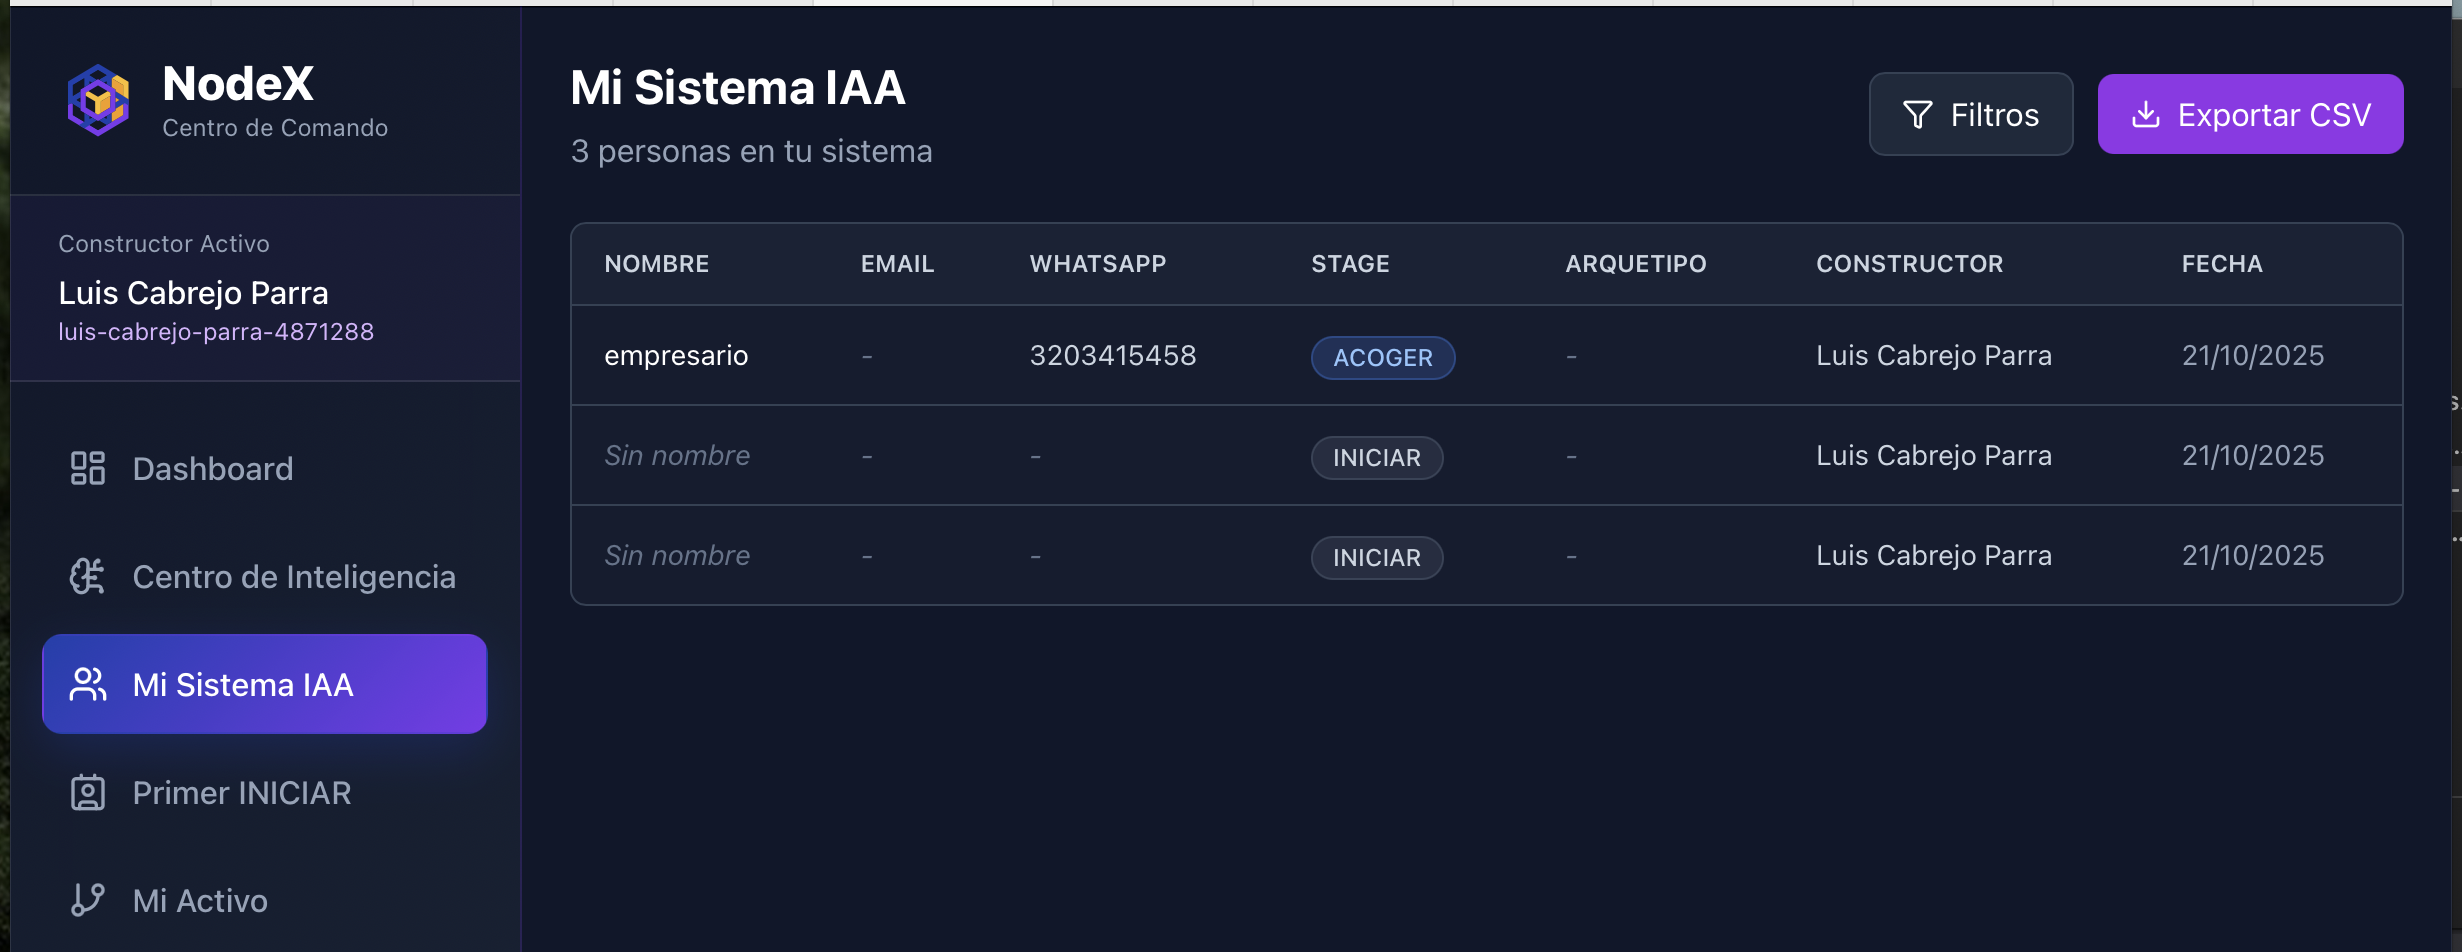 NodeX
Centro de Comando
Constructor Activo
Luis Cabrejo Parra
luis-cabrejo-parra-4871288
Dashboard
Centro de Inteligencia
Mi Sistema IAA
Primer INICIAR
Mi Activo
Mi Sistema IAA
3 personas en tu sistema
Filtros
Exportar CSV
NOMBRE EMAIL WHATSAPP STAGE ARQUETIPO CONSTRUCTOR FECHA
empresario - 3203415458 ACOGER - Luis Cabrejo Parra 21/10/2025
Sin nombre - - INICIAR - Luis Cabrejo Parra 21/10/2025
Sin nombre - - INICIAR - Luis Cabrejo Parra 21/10/2025